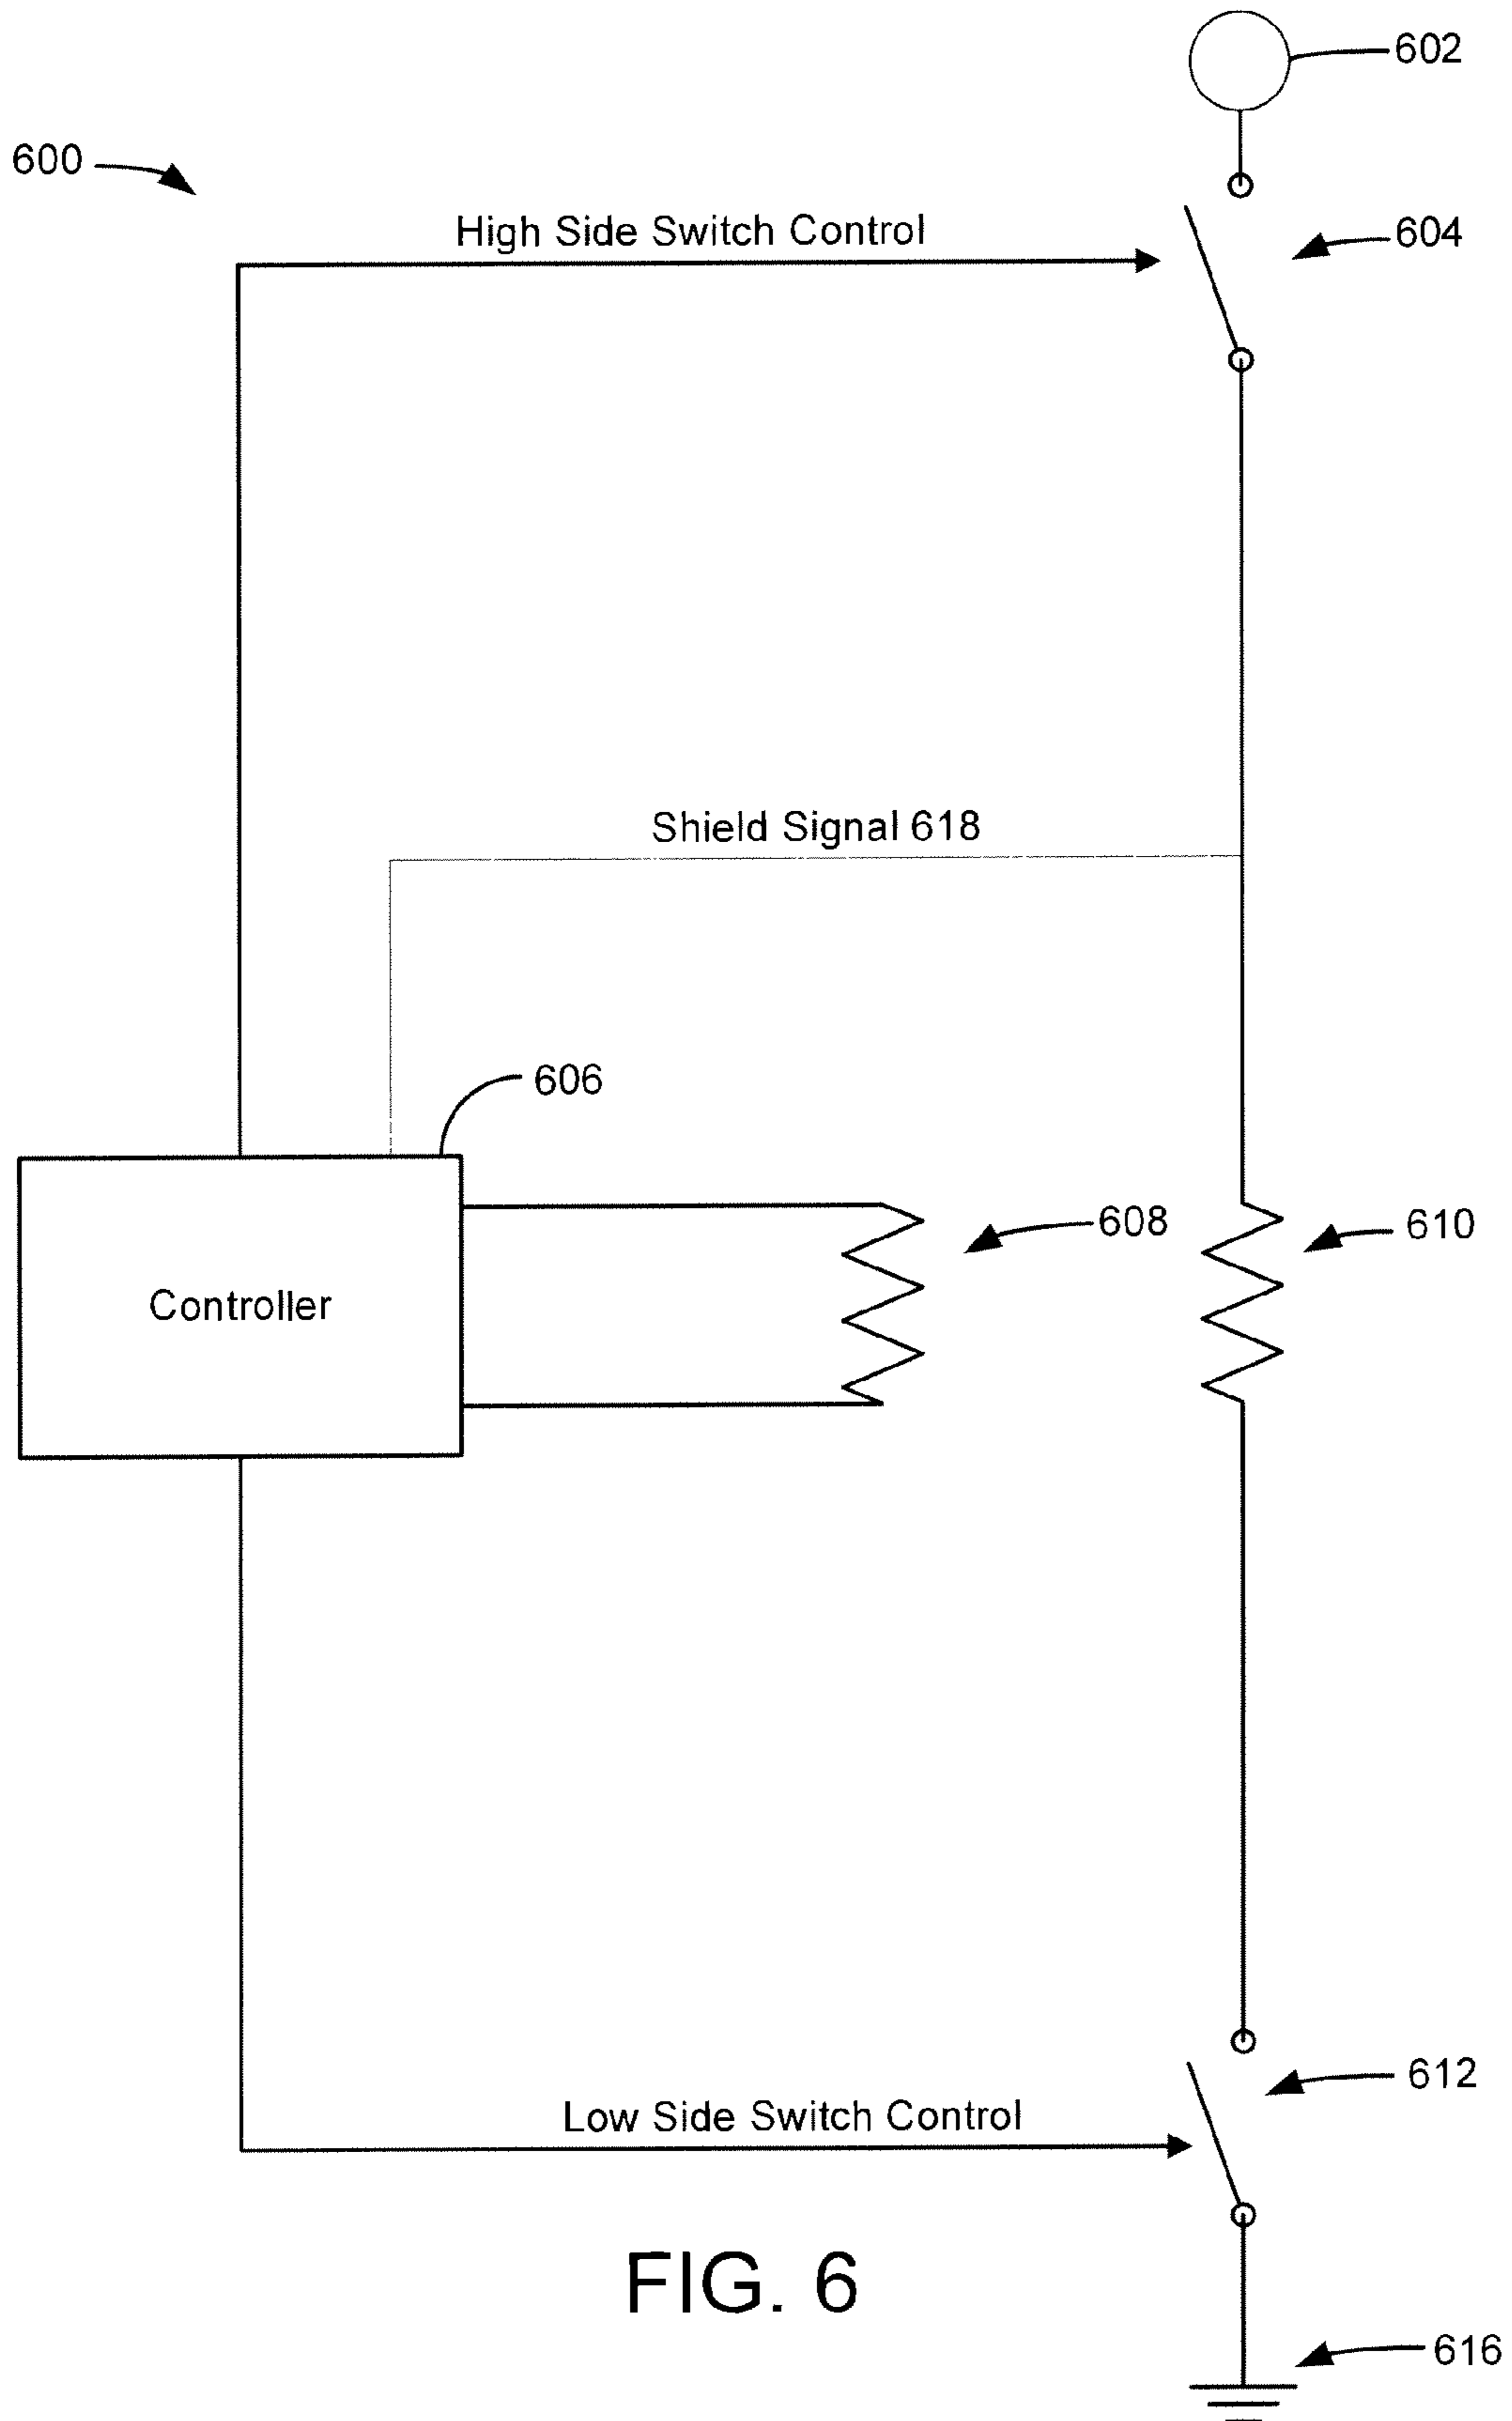 602
600
High Side Switch Control
604
Shield Signal 618
606
608
610
Controller
612
Low Side Switch Control
FIG. 6
616